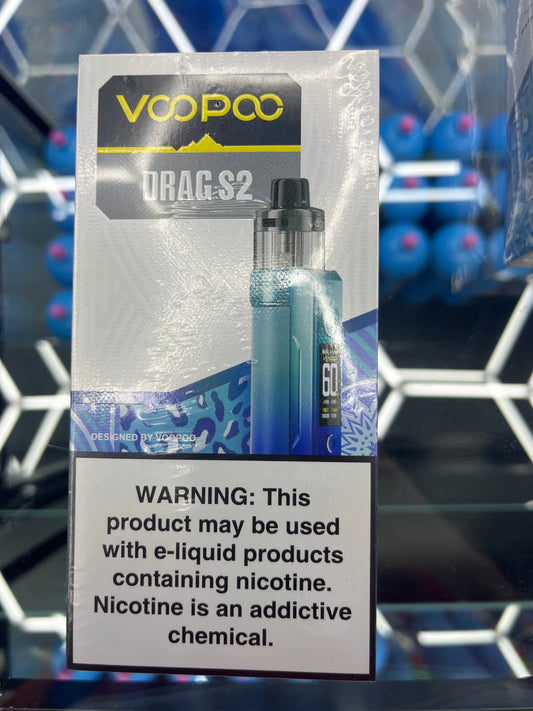 VOOPOO
DRAG S2
60
DESIGNED BY VOOPOO
WARNING: This
product may be used
with e-liquid products
containing nicotine.
Nicotine is an addictive
chemical.